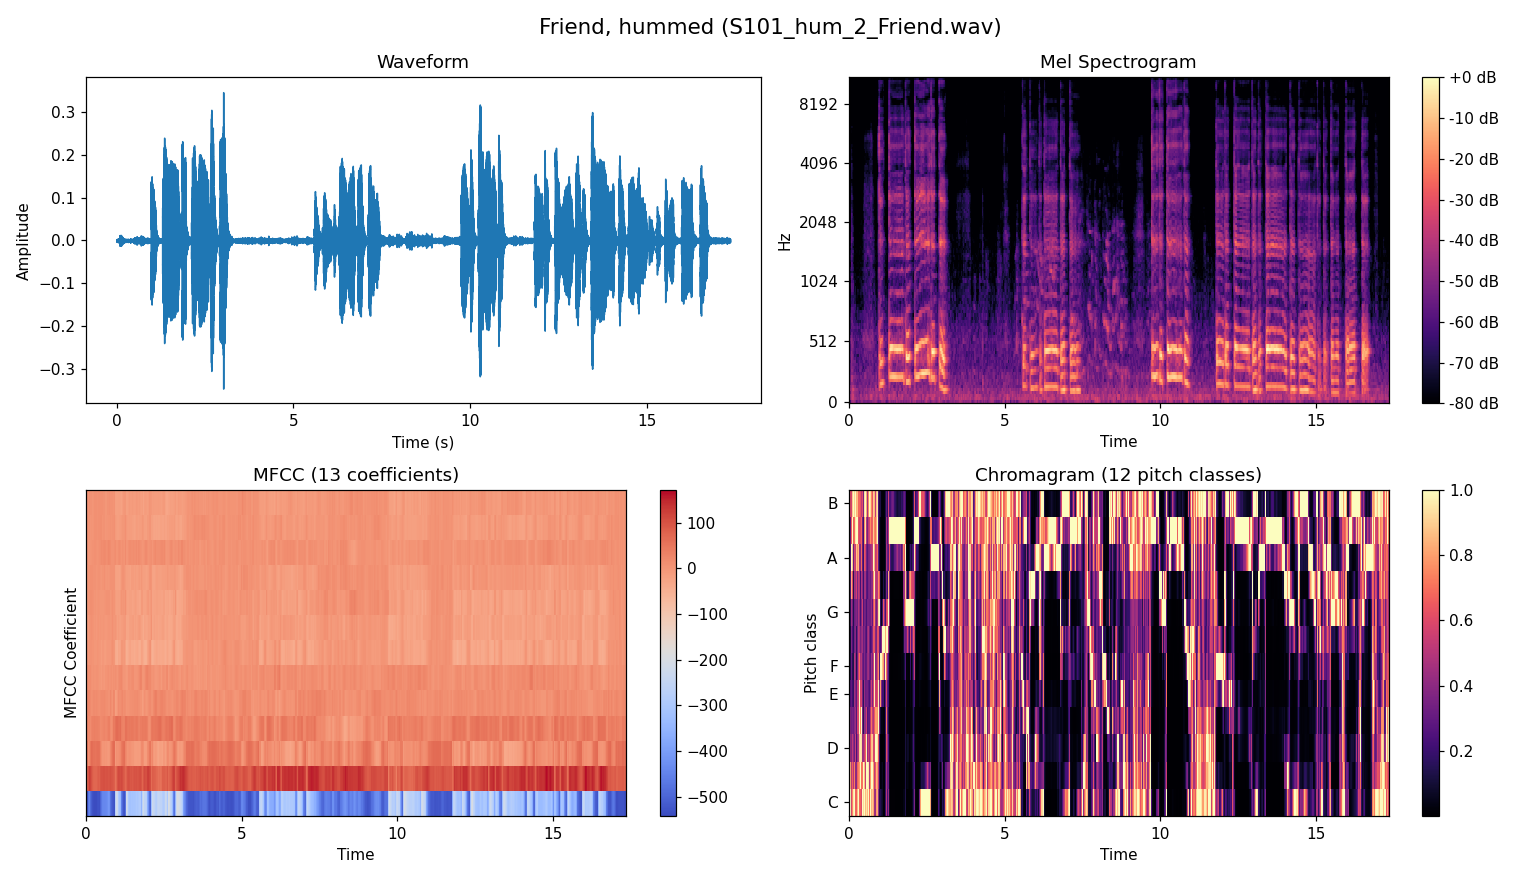 Friend, hummed (S101_hum_2_Friend.wav)
Waveform
Amplitude
0.3
0.2
0.1
0.0
−0.1
−0.2
−0.3
0
5
10
15
Time (s)
Mel Spectrogram
Hz
8192
4096
2048
1024
512
0
0
5
10
15
Time
+0 dB
-10 dB
-20 dB
-30 dB
-40 dB
-50 dB
-60 dB
-70 dB
-80 dB
MFCC (13 coefficients)
MFCC Coefficient
0
5
10
15
Time
100
0
−100
−200
−300
−400
−500
Chromagram (12 pitch classes)
Pitch class
B
A
G
F
E
D
C
0
5
10
15
Time
1.0
0.8
0.6
0.4
0.2